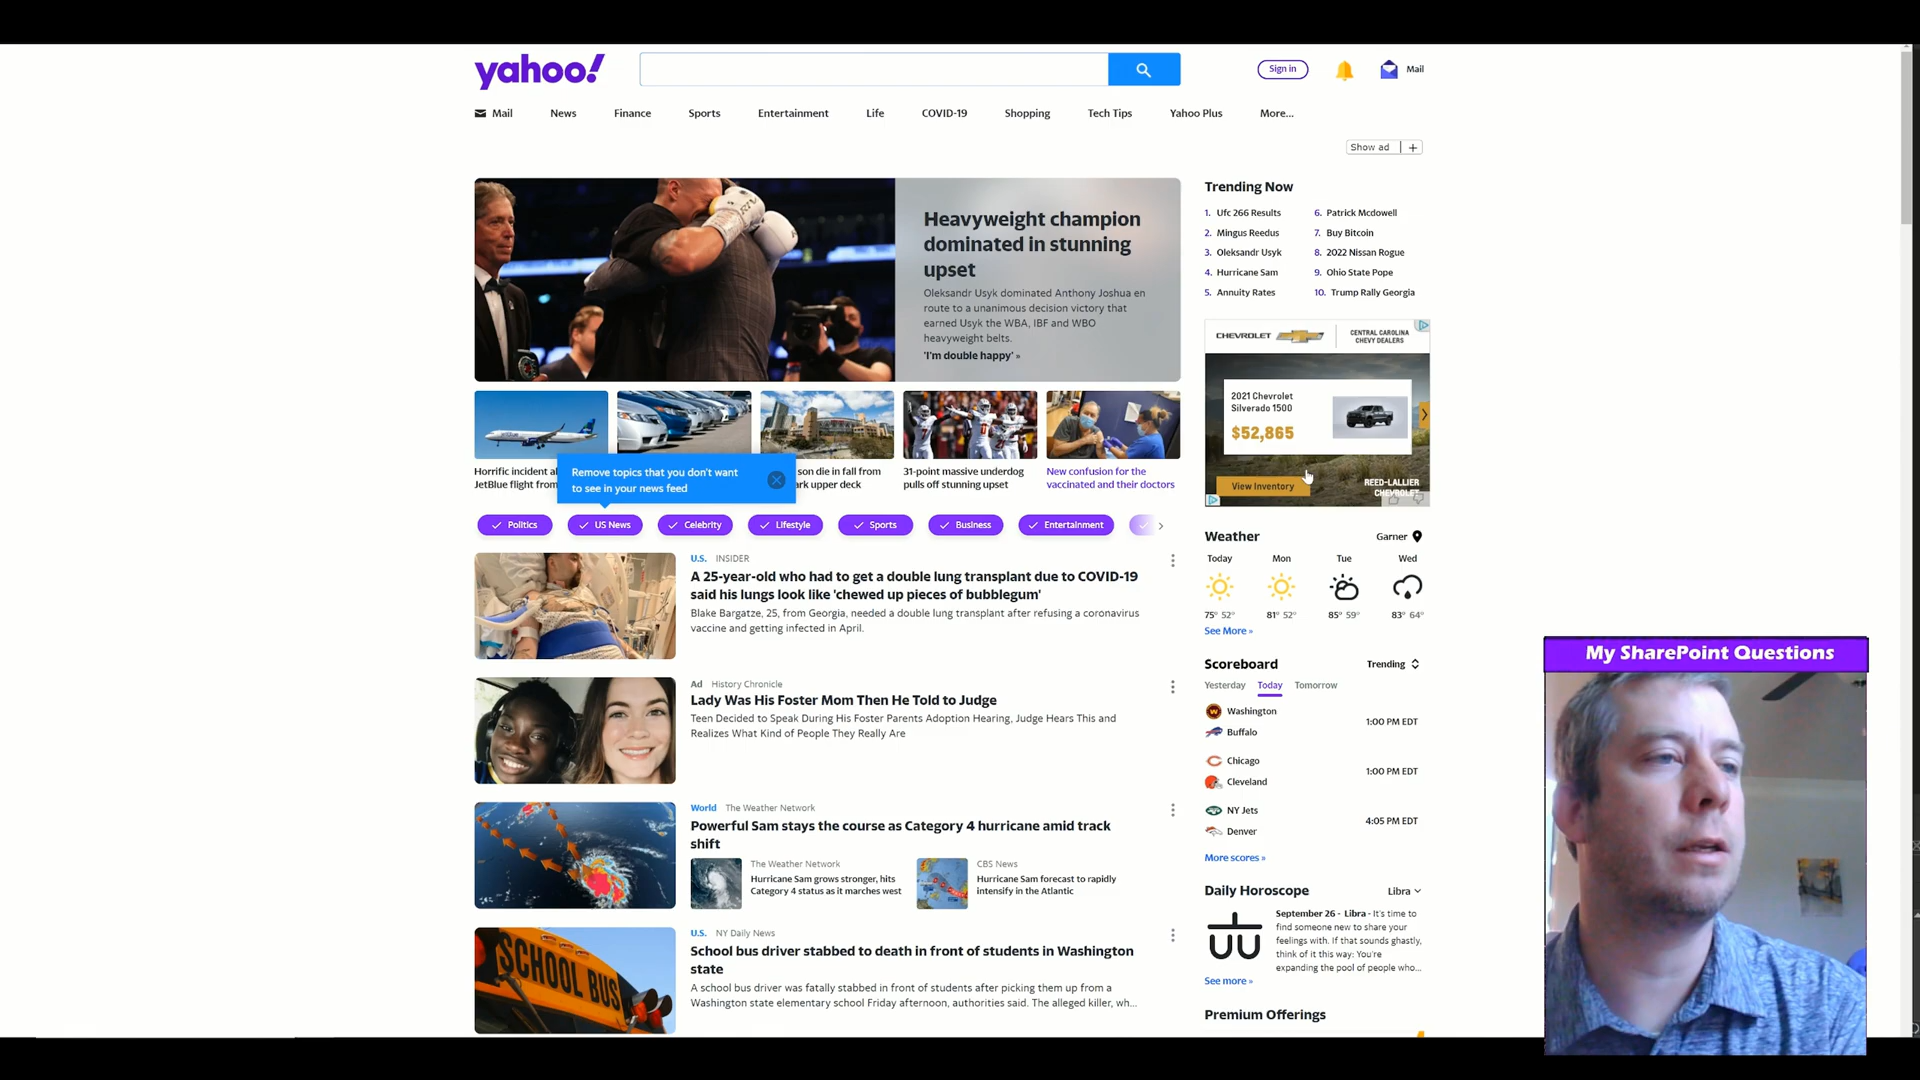 yahoo!
Sign in
Mail
Mail
News
Finance
Sports
Entertainment
Life
COVID-19
Shopping
Tech Tips
Yahoo Plus
More...
Show ad
Heavyweight champion
dominated in stunning
upset
Oleksandr Usyk dominated Anthony Joshua en
route to a unanimous decision victory that
earned Usyk the WBA, IBF and WBO
heavyweight belts.
'I'm double happy' »
Horrific incident
JetBlue flight from
son die in fall from
upper deck
31-point massive underdog
pulls off stunning upset
New confusion for the
vaccinated and their doctors
Remove topics that you don't want
to see in your news feed
Politics
US News
Celebrity
Lifestyle
Sports
Business
Entertainment
U.S. INSIDER
A 25-year-old who had to get a double lung transplant due to COVID-19
said his lungs look like 'chewed up pieces of bubblegum'
Blake Bargatze, 25, from Georgia, needed a double lung transplant after refusing a coronavirus
vaccine and getting infected in April.
Ad History Chronicle
Lady Was His Foster Mom Then He Told to Judge
Teen Decided to Speak During His Foster Parents Adoption Hearing, Judge Hears This and
Realizes What Kind of People They Really Are
World The Weather Network
Powerful Sam stays the course as Category 4 hurricane amid track
shift
The Weather Network
Hurricane Sam grows stronger, hits
Category 4 status as it marches west
CBS News
Hurricane Sam forecast to rapidly
intensify in the Atlantic
SCHOOL BUS
U.S. NY Daily News
School bus driver stabbed to death in front of students in Washington
state
A school bus driver was fatally stabbed in front of students after picking them up from a
Washington state elementary school Friday afternoon, authorities said. The alleged killer, wh...
Trending Now
1. Ufc 266 Results
2. Mingus Reedus
3. Oleksandr Usyk
4. Hurricane Sam
5. Annuity Rates
6. Patrick Mcdowell
7. Buy Bitcoin
8. 2022 Nissan Rogue
9. Ohio State Pope
10. Trump Rally Georgia
CHEVROLET
CENTRAL CAROLINA
CHEVY DEALERS
2021 Chevrolet
Silverado 1500
$52,865
View Inventory
REED-LALLIER
CHEVROLET
Weather
Garner
Today Mon Tue Wed
75° 52° 81° 52° 85° 59° 83° 64°
See More »
Scoreboard
Trending
Yesterday Today Tomorrow
Washington
Buffalo
1:00 PM EDT
Chicago
Cleveland
1:00 PM EDT
NY Jets
Denver
4:05 PM EDT
More scores »
Daily Horoscope
Libra
September 26 - Libra - It's time to
find someone new to share your
feelings with. If that sounds ghastly,
think of it this way: You're
expanding the pool of people who...
See more »
Premium Offerings
My SharePoint Questions